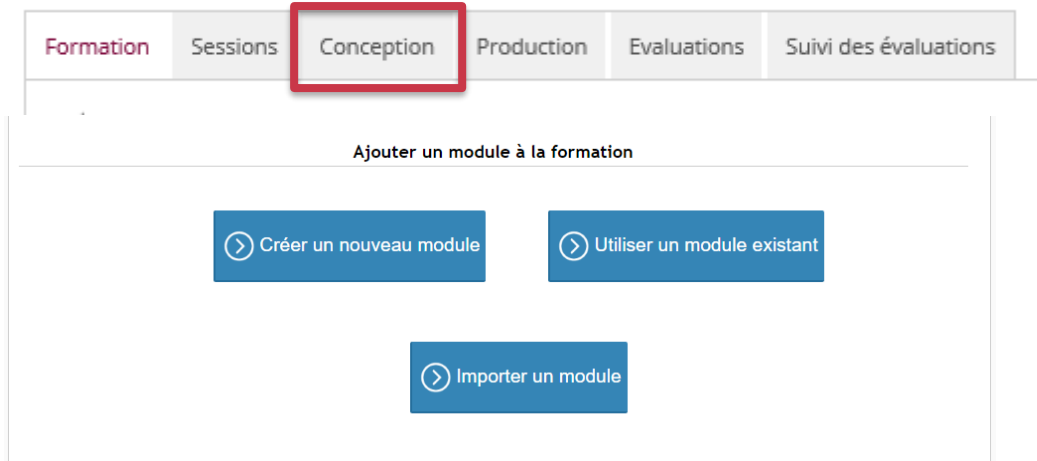 Formation Sessions Conception Production Evaluations Suivi des évaluations
Ajouter un module à la formation
Créer un nouveau module Utiliser un module existant
Importer un module